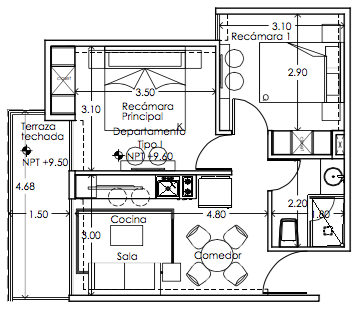 3.10
Recámara 1
2.90
3.50
3.10
Recámara
Principal
K
Departamento
Tipo I
NPT +9.60
Terraza
techada
NPT +9.50
4.68
1.50
4.80
2.20
1.80
Cocina
3.00
Sala
Comedor